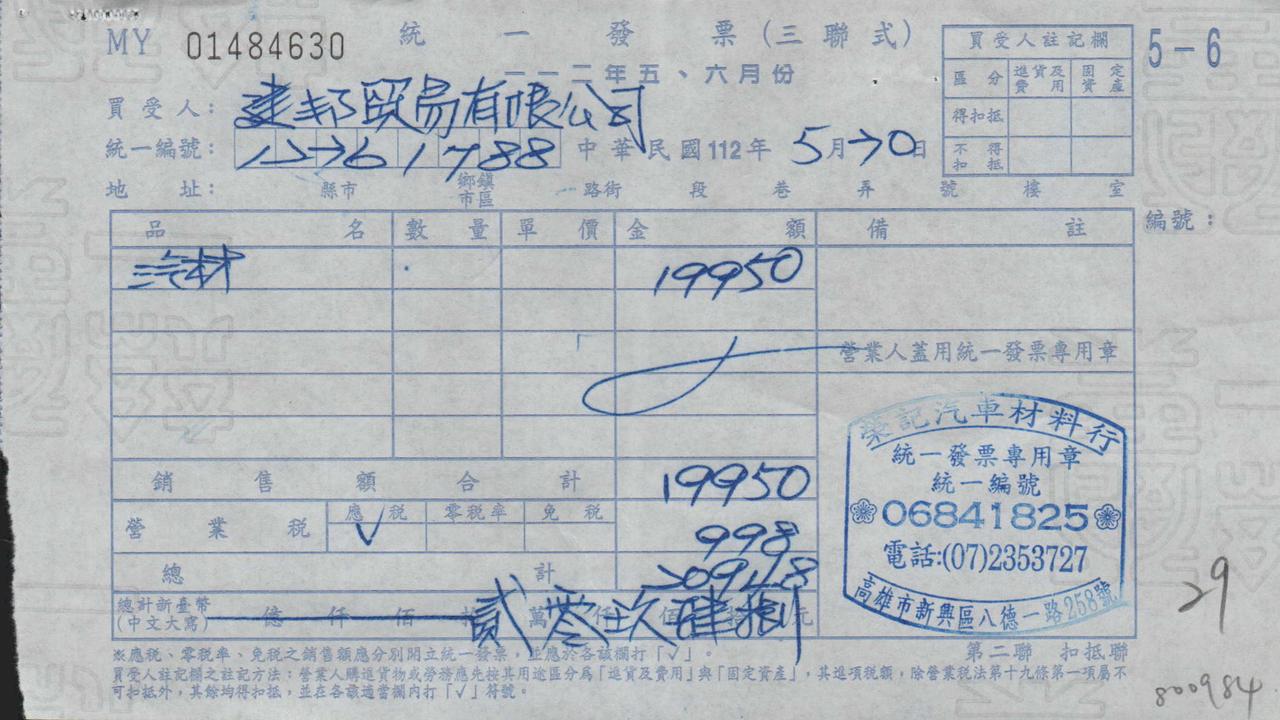 MY 01484630 統一發票(三聯式) 5-6
一一二年五、六月份
買受人註記欄
區分 進貨及費用 固定資產
得扣抵
不得扣抵
買受人: 建邦貿易有限公司
統一編號: 12261788 中華民國112年5月20日
地址: 縣市 鄉鎮市區 路街 段 巷 弄 號 樓 室
品名 數量 單價 金額 備註 編號:
汽材 19950
營業人蓋用統一發票專用章
榮記汽車材料行
統一發票專用章
統一編號
06841825
電話:(07)2353727
高雄市新興區八德一路258號
銷售額合計 19950
營業稅 應稅 √ 零稅率 免稅 998
總計 20948
總計新臺幣(中文大寫) 億仟佰拾貳萬零仟玖佰肆拾捌元
29
※應稅、零稅率、免稅之銷售額應分別開立統一發票,並應於各該欄打「√」。
第二聯 扣抵聯
買受人註記欄之註記方法:營業人購進貨物或勞務應先按其用途區分為「進貨及費用」與「固定資產」,其進項稅額,除營業稅法第十九條第一項屬不
可扣抵外,其餘均得扣抵,並在各該適當欄內打「√」符號。
800984